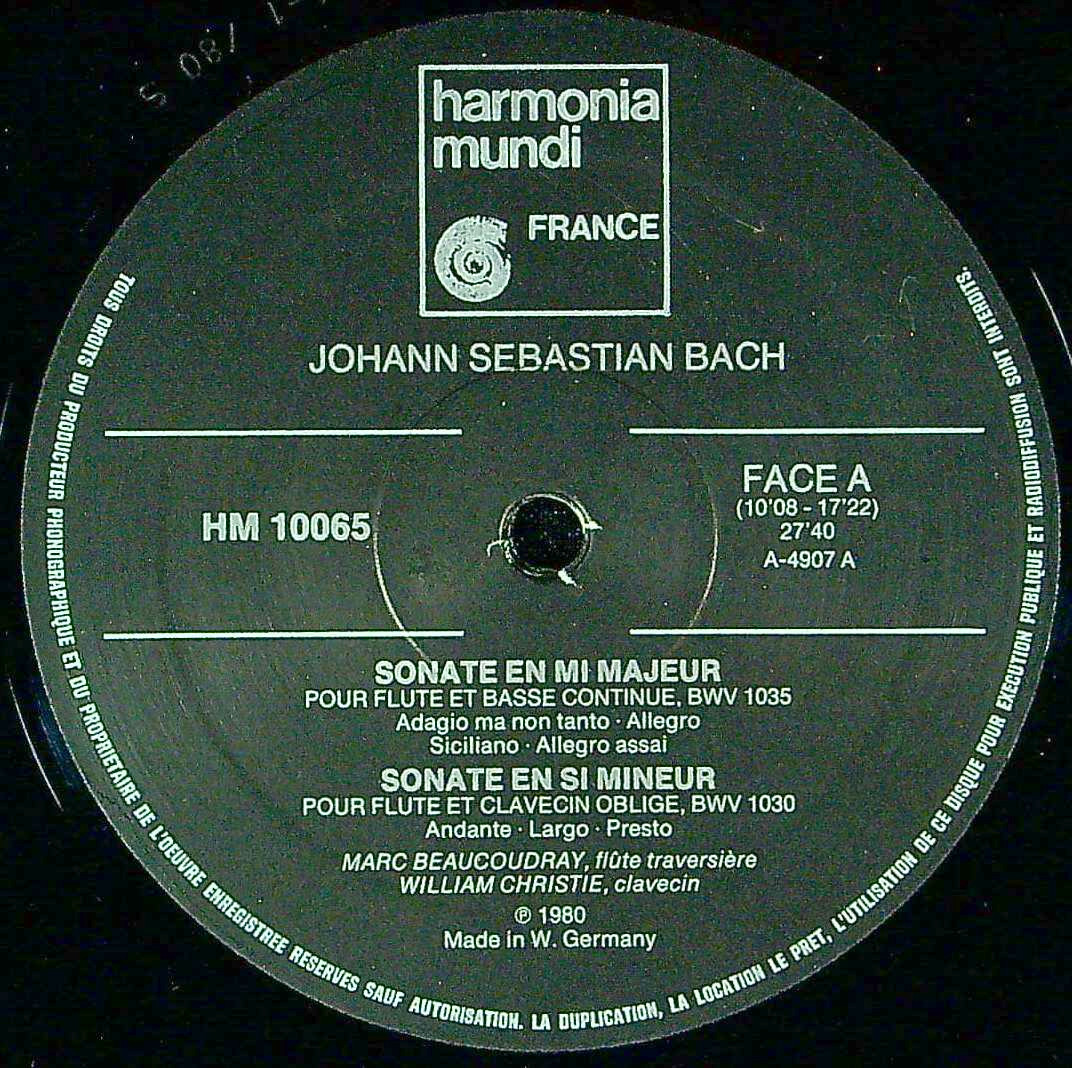 harmonia
mundi
FRANCE
JOHANN SEBASTIAN BACH
HM 10065
FACE A
(10'08 - 17'22)
27'40
A-4907 A
SONATE EN MI MAJEUR
POUR FLUTE ET BASSE CONTINUE, BWV 1035
Adagio ma non tanto · Allegro
Siciliano · Allegro assai
SONATE EN SI MINEUR
POUR FLUTE ET CLAVECIN OBLIGE, BWV 1030
Andante · Largo · Presto
MARC BEAUCOUDRAY, flûte traversière
WILLIAM CHRISTIE, clavecin
℗ 1980
Made in W. Germany
TOUS DROITS DU PRODUCTEUR PHONOGRAPHIQUE ET DU PROPRIETAIRE DE L'OEUVRE ENREGISTREE RESERVES SAUF AUTORISATION. LA DUPLICATION, LA LOCATION LE PRET, L'UTILISATION DE CE DISQUE POUR EXECUTION PUBLIQUE ET RADIODIFFUSION SONT INTERDITS.